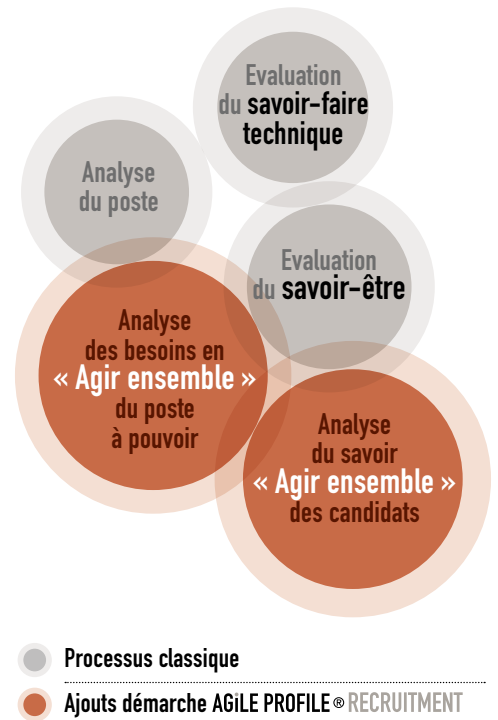 Evaluation
du savoir-faire
technique
Analyse
du poste
Evaluation
du savoir-être
Analyse
des besoins en
« Agir ensemble »
du poste
à pouvoir
Analyse
du savoir
« Agir ensemble »
des candidats
Processus classique
Ajouts démarche AGiLE PROFILE® RECRUITMENT